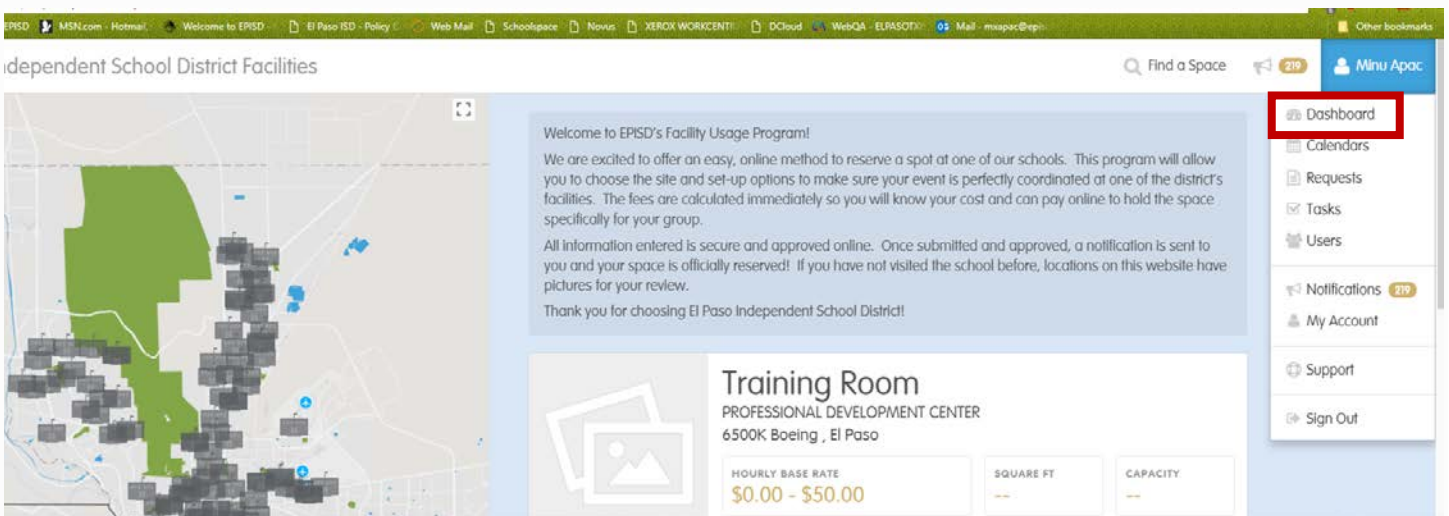 EPISD MSN.com - Hotmail, Welcome to EPISD - El Paso ISD - Policy C Web Mail Schoolspace Novus XEROX WORKCENT DCloud WebQA - ELPASOTX Mail - mxapac@epis Other bookmarks
dependent School District Facilities Find a Space 219 Minu Apac
Dashboard
Calendars
Requests
Tasks
Users
Notifications 219
My Account
Support
Sign Out
Welcome to EPISD's Facility Usage Program!
We are excited to offer an easy, online method to reserve a spot at one of our schools. This program will allow
you to choose the site and set-up options to make sure your event is perfectly coordinated at one of the district's
facilities. The fees are calculated immediately so you will know your cost and can pay online to hold the space
specifically for your group.
All information entered is secure and approved online. Once submitted and approved, a notification is sent to
you and your space is officially reserved! If you have not visited the school before, locations on this website have
pictures for your review.
Thank you for choosing El Paso Independent School District!
Training Room
PROFESSIONAL DEVELOPMENT CENTER
6500K Boeing , El Paso
HOURLY BASE RATE SQUARE FT CAPACITY
$0.00 - $50.00 -- --